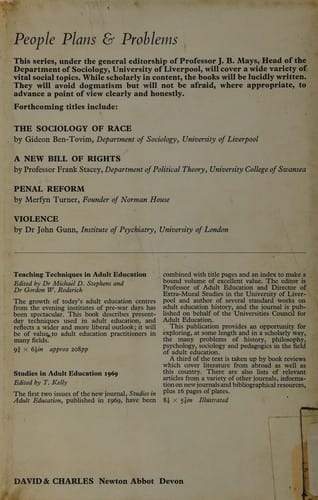 People Plans & Problems
This series, under the general editorship of Professor J. B. Mays, Head of the
Department of Sociology, University of Liverpool, will cover a wide variety of
vital social topics. While scholarly in content, the books will be lucidly written.
They will avoid dogmatism but will not be afraid, where appropriate, to
advance a point of view clearly and honestly.
Forthcoming titles include:
THE SOCIOLOGY OF RACE
by Gideon Ben-Tovim, Department of Sociology, University of Liverpool
A NEW BILL OF RIGHTS
by Professor Frank Stacey, Department of Political Theory, University College of Swansea
PENAL REFORM
by Merfyn Turner, Founder of Norman House
VIOLENCE
by Dr John Gunn, Institute of Psychiatry, University of London
Teaching Techniques in Adult Education
Edited by Dr Michael D. Stephens and
Dr Gordon W. Roderick
The growth of today's adult education centres
from the evening institutes of pre-war days has
been spectacular. This book describes present-
day techniques used in adult education, and
reflects a wider and more liberal outlook; it will
be of value to adult education practitioners in
many fields.
9¾ × 6¼in approx 208pp
Studies in Adult Education 1969
Edited by T. Kelly
The first two issues of the new journal, Studies in
Adult Education, published in 1969, have been
combined with title pages and an index to make a
bound volume of excellent value. The editor is
Professor of Adult Education and Director of
Extra-Mural Studies in the University of Liver-
pool and author of several standard works on
adult education history, and the journal is pub-
lished on behalf of the Universities Council for
Adult Education.
This publication provides an opportunity for
exploring, at some length and in a scholarly way,
the many problems of history, philosophy,
psychology, sociology and pedagogics in the field
of adult education.
A third of the text is taken up by book reviews
which cover literature from abroad as well as
this country. There are also lists of relevant
articles from a variety of other journals, informa-
tion on new journals and bibliographical resources,
plus 16 pages of plates.
8½ × 5½in Illustrated
DAVID & CHARLES Newton Abbot Devon